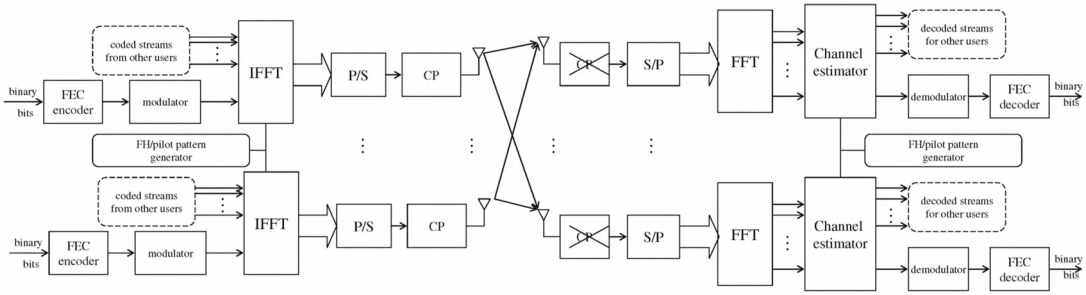 coded streams
from other users
IFFT
P/S
CP
CP
S/P
FFT
Channel
estimator
decoded streams
for other users
binary
bits
FEC
encoder
modulator
demodulator
FEC
decoder
binary
bits
FH/pilot pattern
generator
FH/pilot pattern
generator
coded streams
from other users
IFFT
P/S
CP
CP
S/P
FFT
Channel
estimator
decoded streams
for other users
binary
bits
FEC
encoder
modulator
demodulator
FEC
decoder
binary
bits